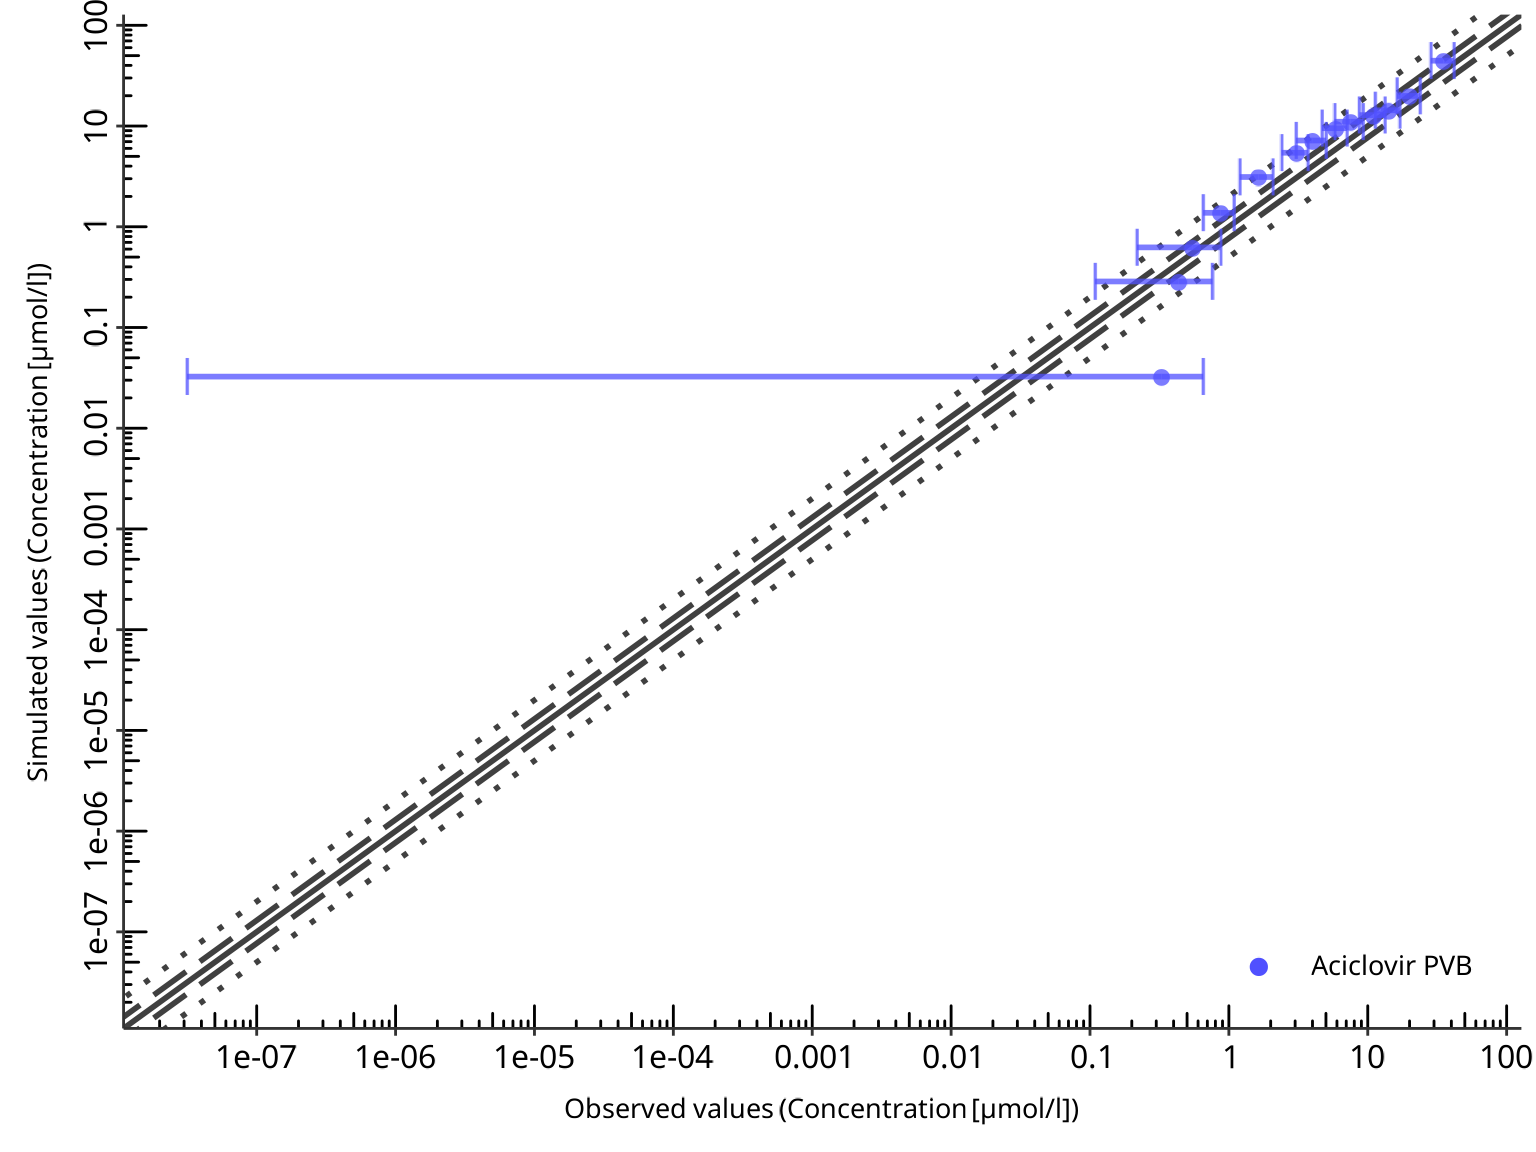 Simulated values (Concentration [µmol/l])
100
10
1
0.1
0.01
0.001
1e-04
1e-05
1e-06
1e-07
Aciclovir PVB
1e-07 1e-06 1e-05 1e-04 0.001 0.01 0.1 1 10 100
Observed values (Concentration [µmol/l])